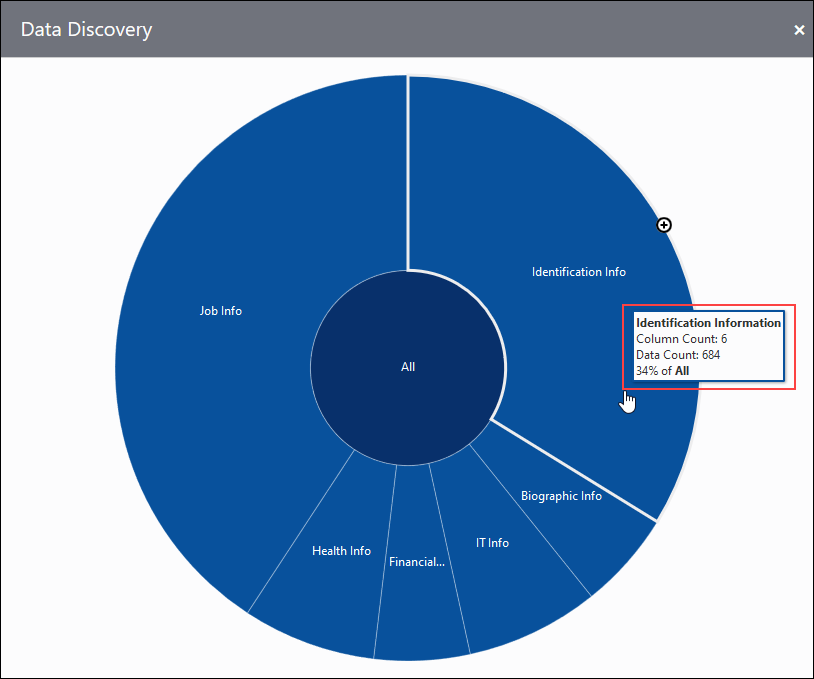 Data Discovery
Identification Info
Job Info
Identification Information
Column Count: 6
Data Count: 684
34% of All
All
Biographic Info
IT Info
Health Info
Financial...